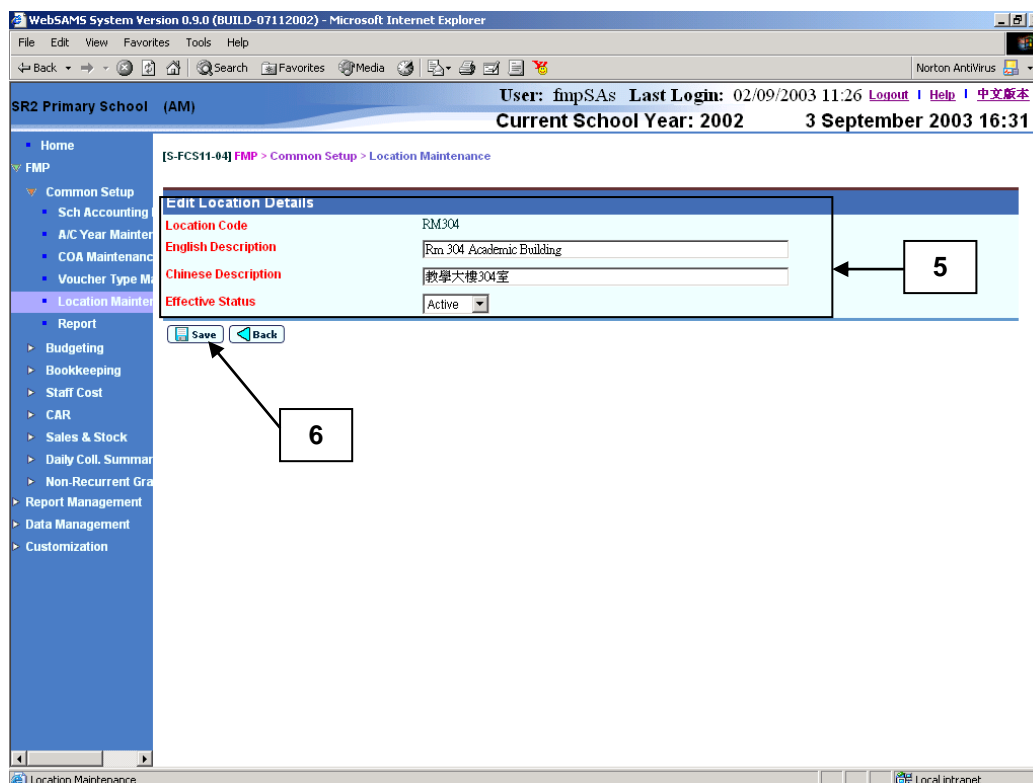 WebSAMS System Version 0.9.0 (BUILD-07112002) - Microsoft Internet Explorer
File Edit View Favorites Tools Help
Back Search Favorites Media Norton AntiVirus
SR2 Primary School (AM)
User: fmpSAs Last Login: 02/09/2003 11:26 Logout | Help | 中文版本
Current School Year: 2002 3 September 2003 16:31
Home
[S-FCS11-04] FMP > Common Setup > Location Maintenance
FMP
Common Setup
Edit Location Details
Sch Accounting
Location Code RM304
A/C Year Mainter
English Description Rm 304 Academic Building
COA Maintenanc
Chinese Description 教學大樓304室
5
Voucher Type Ma
Location Mainter
Effective Status Active
Report
Save Back
Budgeting
Bookkeeping
Staff Cost
CAR
6
Sales & Stock
Daily Coll. Summar
Non-Recurrent Gra
Report Management
Data Management
Customization
Location Maintenance Local intranet